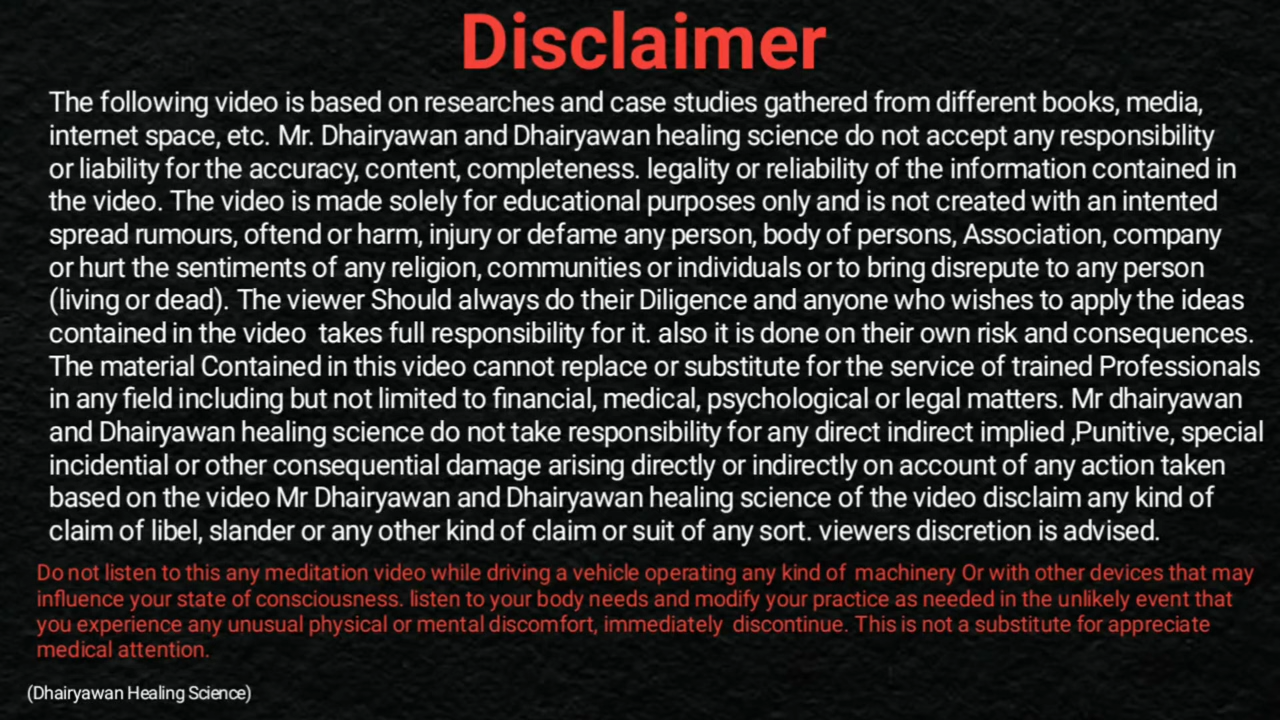 Disclaimer
The following video is based on researches and case studies gathered from different books, media,
internet space, etc. Mr. Dhairyawan and Dhairyawan healing science do not accept any responsibility
or liability for the accuracy, content, completeness. legality or reliability of the information contained in
the video. The video is made solely for educational purposes only and is not created with an intented
spread rumours, oftend or harm, injury or defame any person, body of persons, Association, company
or hurt the sentiments of any religion, communities or individuals or to bring disrepute to any person
(living or dead). The viewer Should always do their Diligence and anyone who wishes to apply the ideas
contained in the video takes full responsibility for it. also it is done on their own risk and consequences.
The material Contained in this video cannot replace or substitute for the service of trained Professionals
in any field including but not limited to financial, medical, psychological or legal matters. Mr dhairyawan
and Dhairyawan healing science do not take responsibility for any direct indirect implied ,Punitive, special
incidential or other consequential damage arising directly or indirectly on account of any action taken
based on the video Mr Dhairyawan and Dhairyawan healing science of the video disclaim any kind of
claim of libel, slander or any other kind of claim or suit of any sort. viewers discretion is advised.
Do not listen to this any meditation video while driving a vehicle operating any kind of machinery Or with other devices that may
influence your state of consciousness. listen to your body needs and modify your practice as needed in the unlikely event that
you experience any unusual physical or mental discomfort, immediately discontinue. This is not a substitute for appreciate
medical attention.
(Dhairyawan Healing Science)